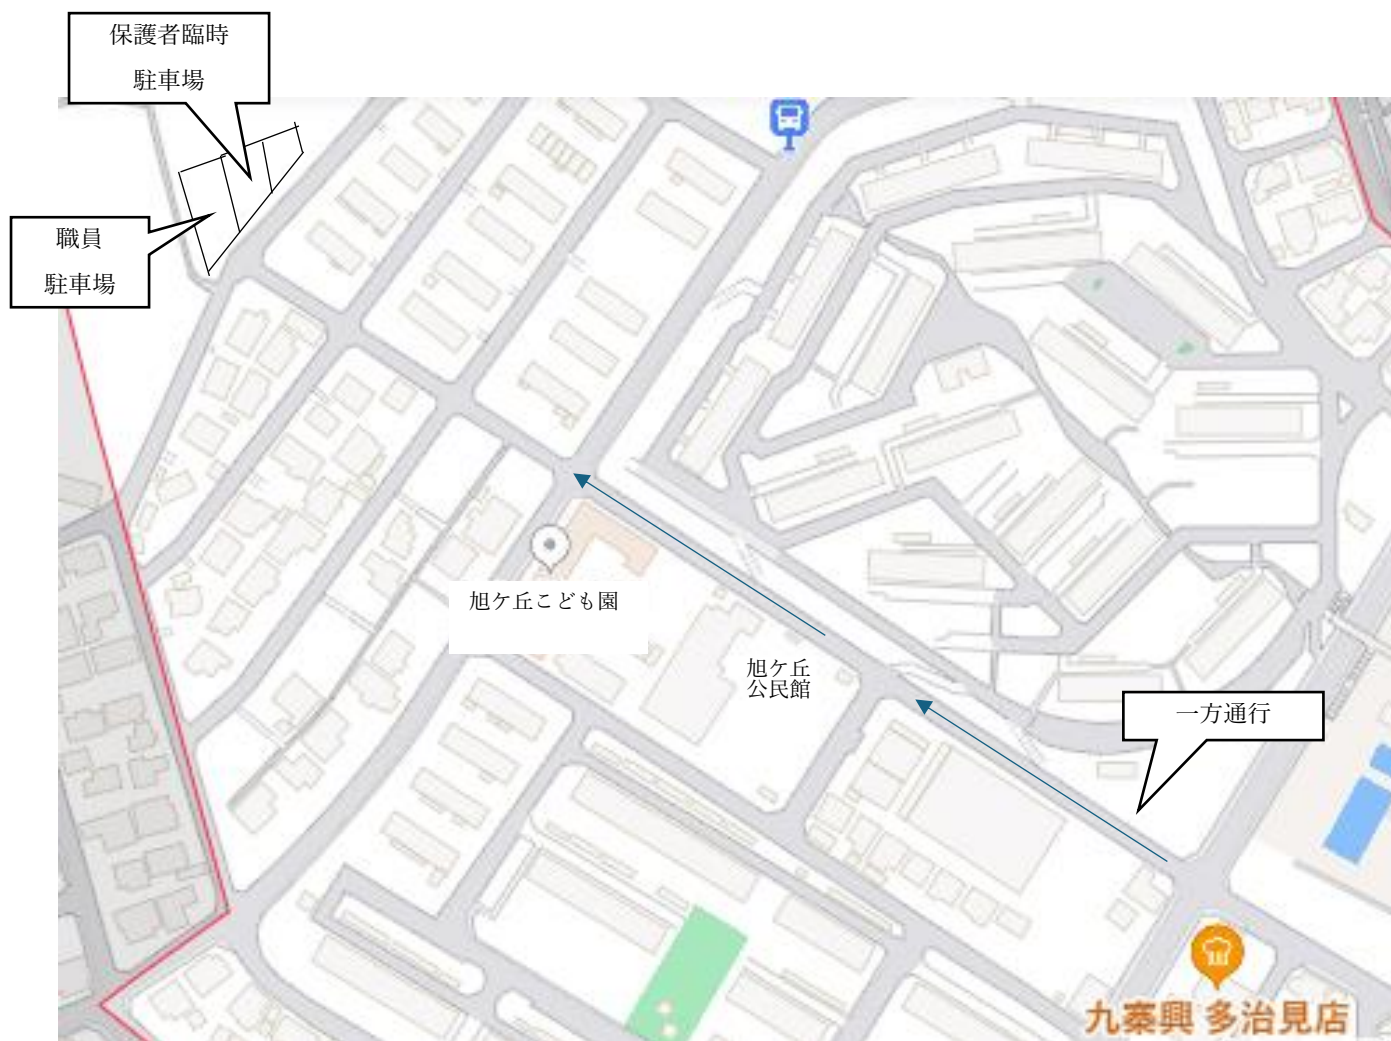 保護者臨時
駐車場
職員
駐車場
旭ケ丘こども園
旭ケ丘
公民館
一方通行
九寨興 多治見店